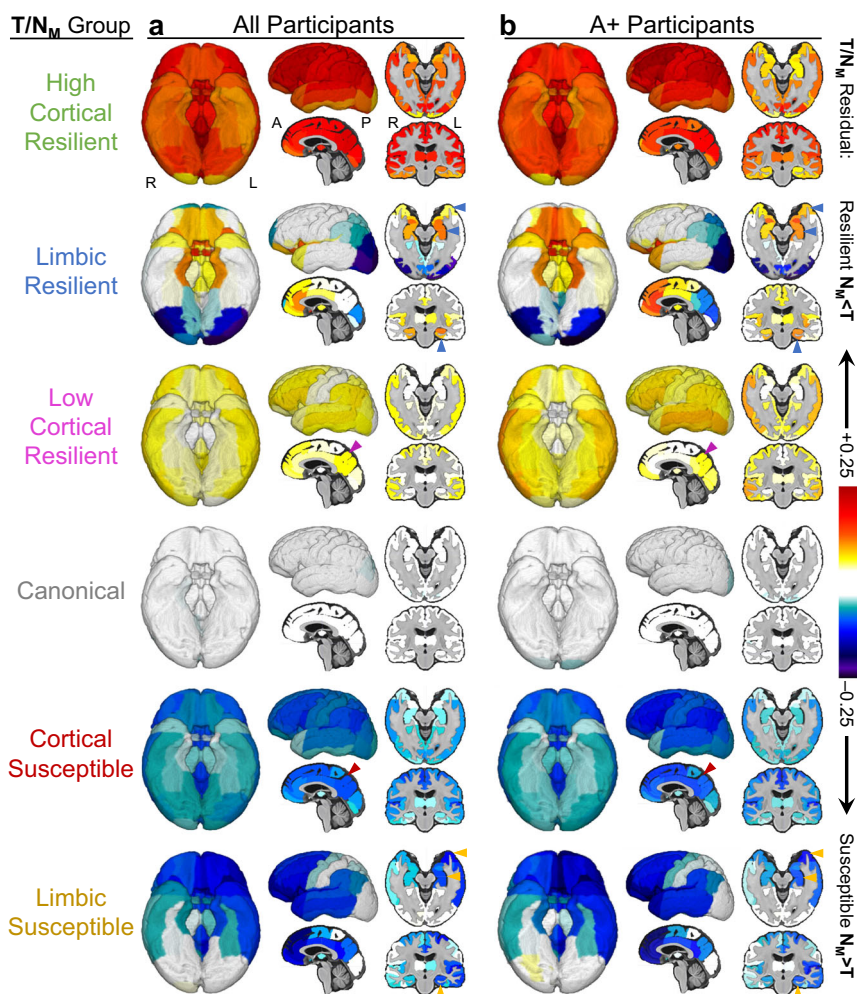 T/NM Group
a
All Participants
b
A+ Participants
High
Cortical
Resilient
A
P
R
L
R
L
Limbic
Resilient
Low
Cortical
Resilient
Canonical
Cortical
Susceptible
Limbic
Susceptible
T/NM Residual:
Resilient NM<T
+0.25
−0.25
Susceptible NM>T